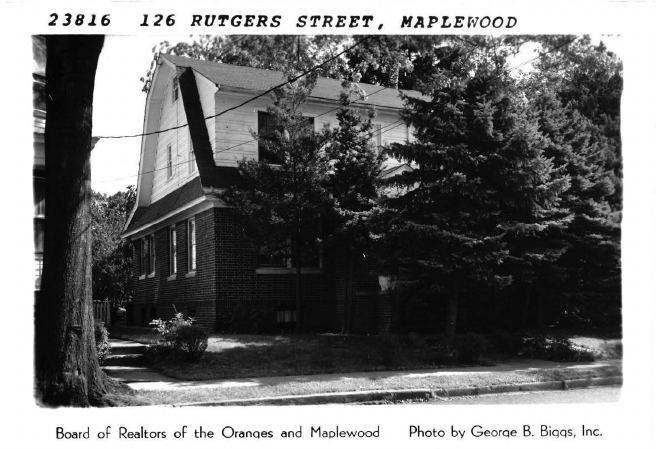 23816 126 RUTGERS STREET, MAPLEWOOD
Board of Realtors of the Oranges and Maplewood Photo by George B. Biggs, Inc.